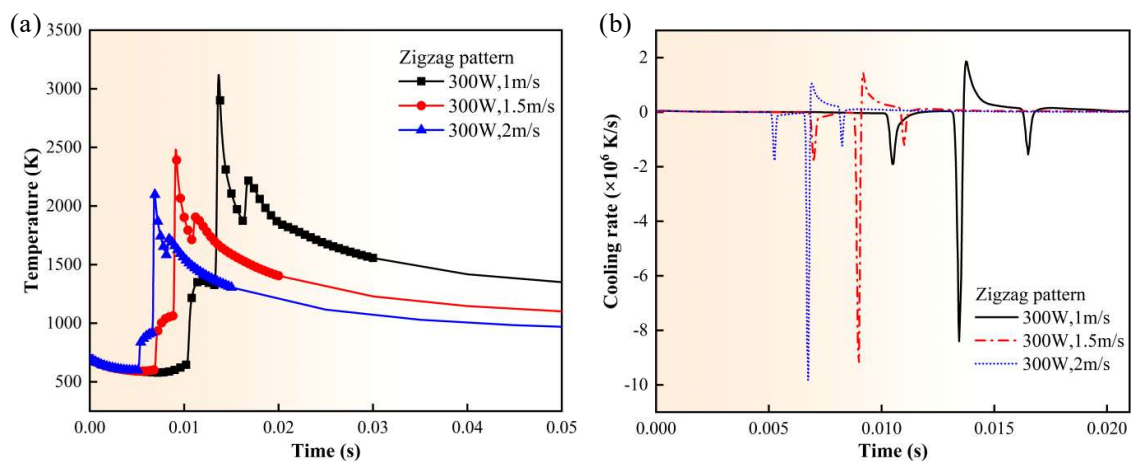 (a)
3500
3000
2500
2000
1500
1000
500
Temperature (K)
Zigzag pattern
300W,1m/s
300W,1.5m/s
300W,2m/s
0.00 0.01 0.02 0.03 0.04 0.05
Time (s)
(b)
2
0
-2
-4
-6
-8
-10
Cooling rate (×10⁶ K/s)
Zigzag pattern
300W,1m/s
300W,1.5m/s
300W,2m/s
0.000 0.005 0.010 0.015 0.020
Time (s)